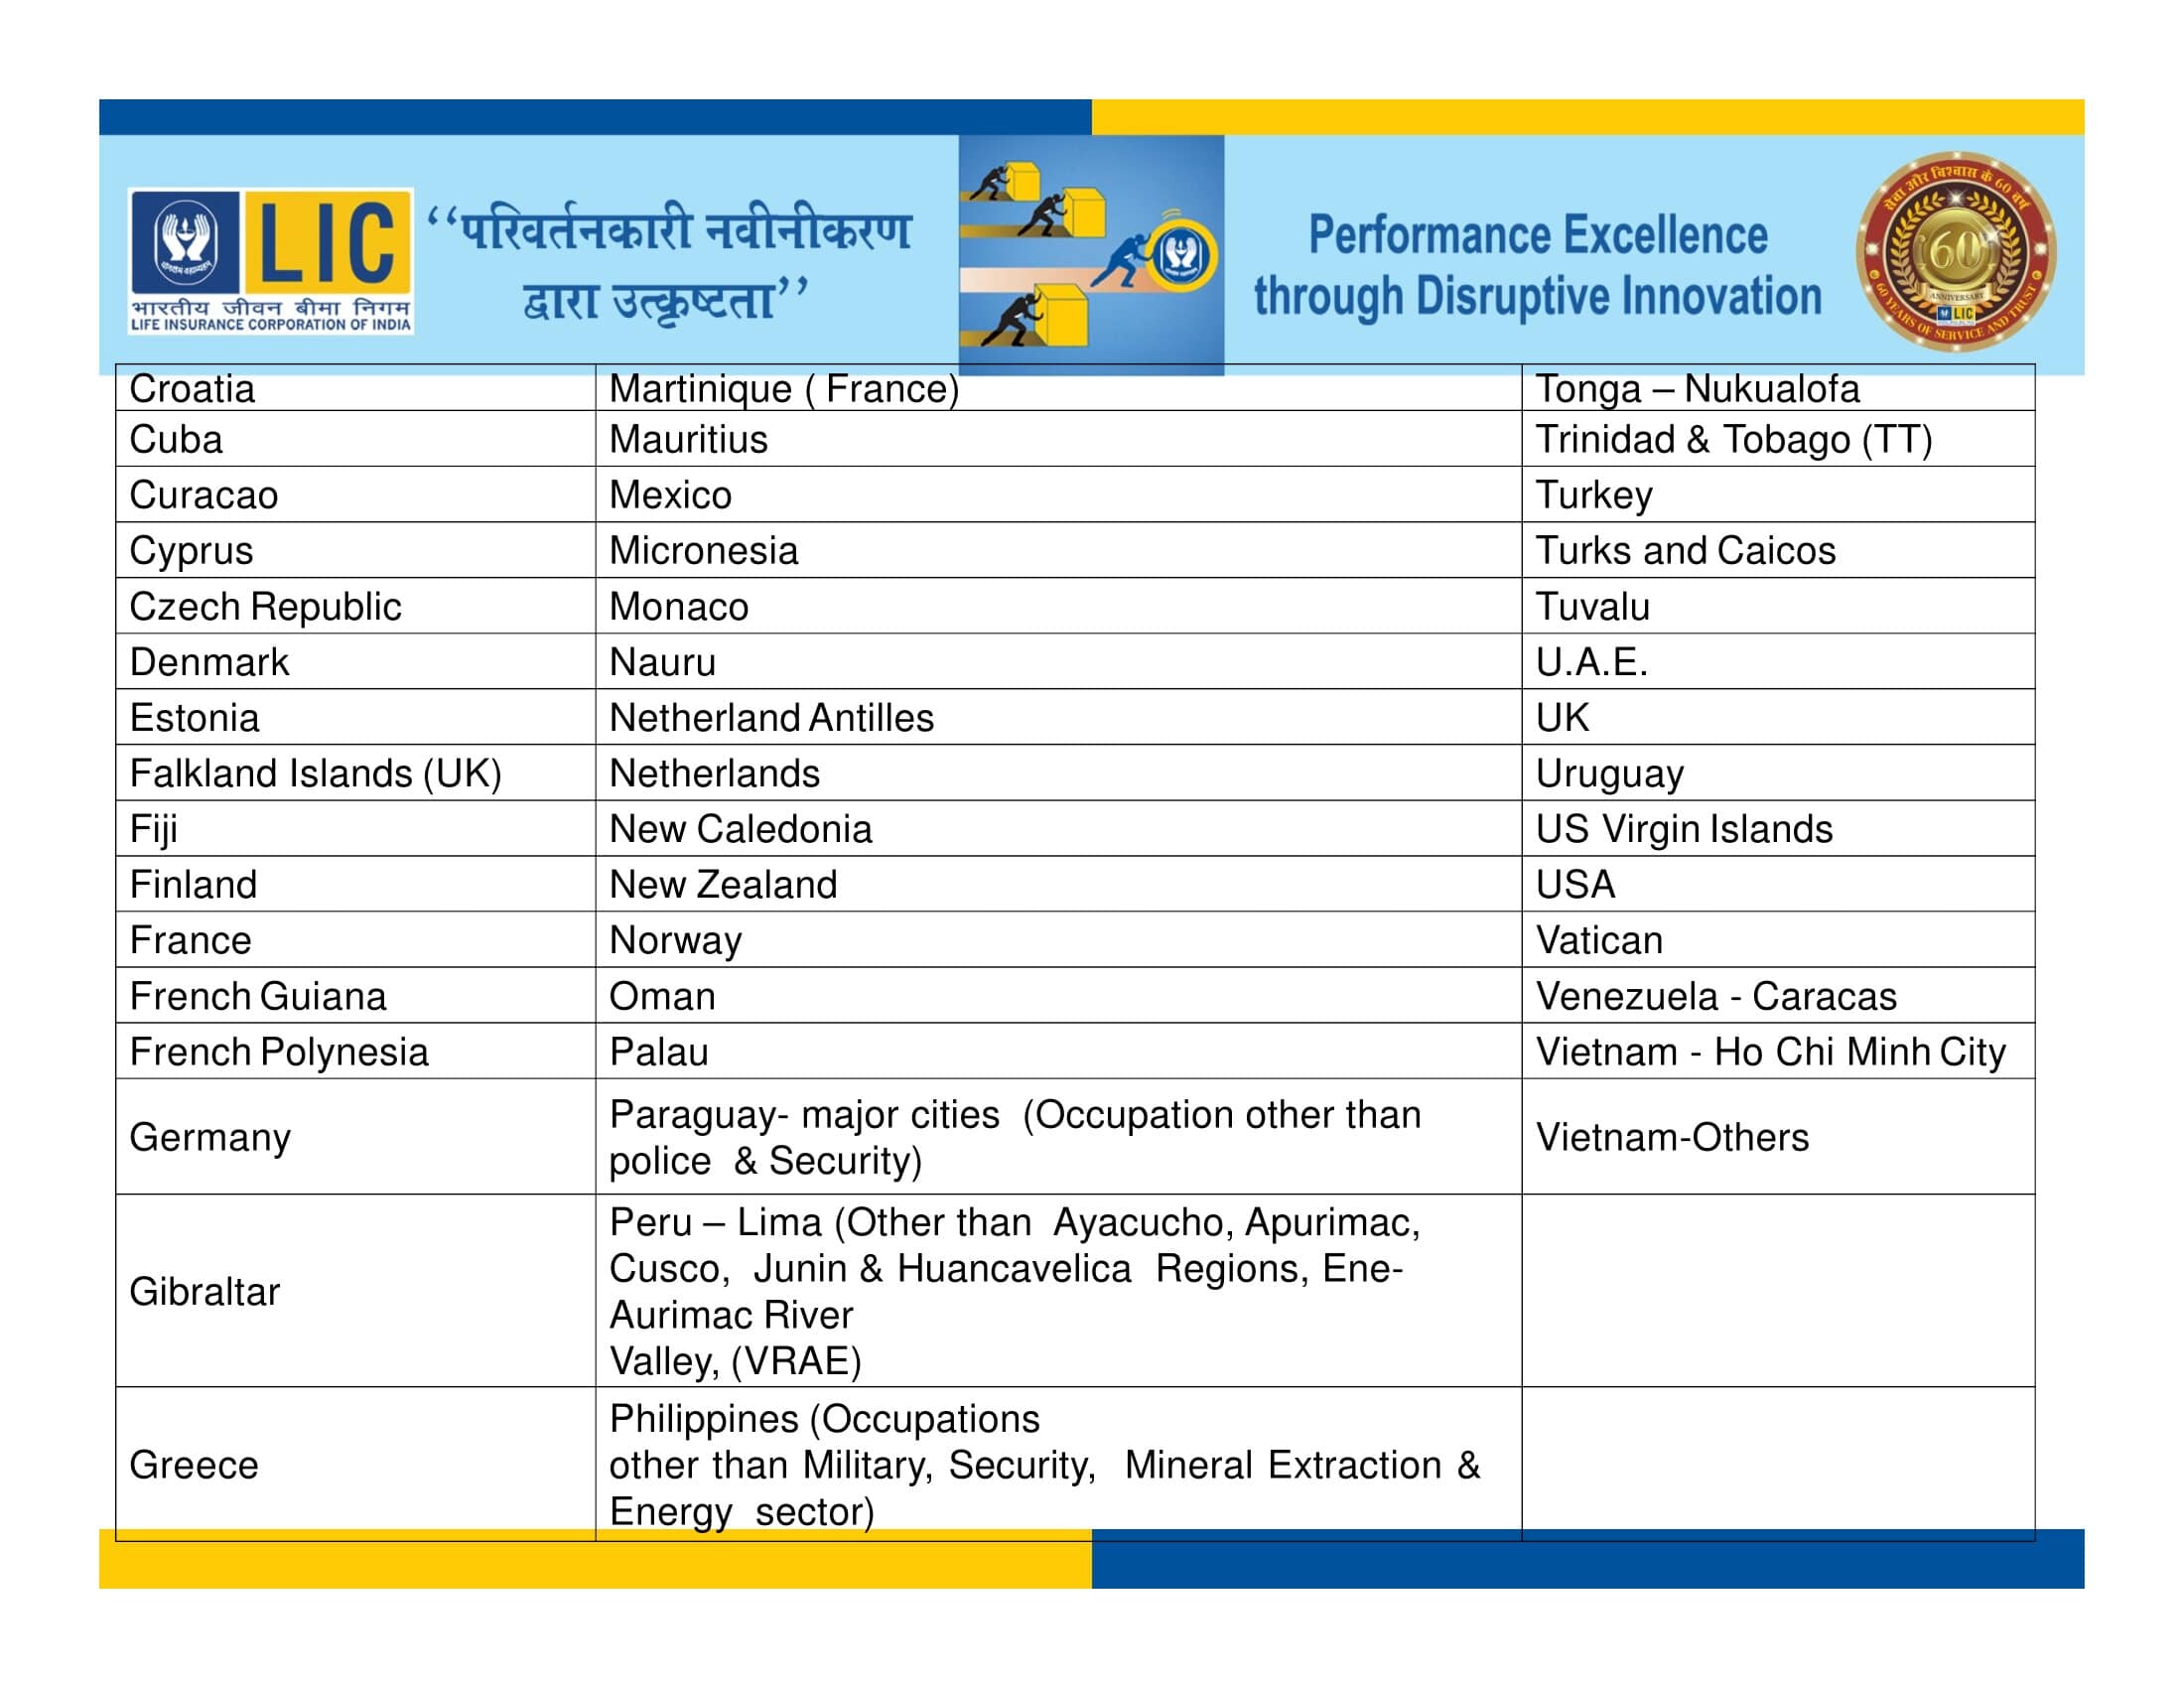 LIC
भारतीय जीवन बीमा निगम
LIFE INSURANCE CORPORATION OF INDIA
‘‘परिवर्तनकारी नवीनीकरण
द्वारा उत्कृष्टता’’
Performance Excellence
through Disruptive Innovation
सेवा और विश्वास के 60 वर्ष
60
ANNIVERSARY
LIC
60 YEARS OF SERVICE AND TRUST
Croatia Martinique ( France) Tonga – Nukualofa
Cuba Mauritius Trinidad & Tobago (TT)
Curacao Mexico Turkey
Cyprus Micronesia Turks and Caicos
Czech Republic Monaco Tuvalu
Denmark Nauru U.A.E.
Estonia Netherland Antilles UK
Falkland Islands (UK) Netherlands Uruguay
Fiji New Caledonia US Virgin Islands
Finland New Zealand USA
France Norway Vatican
French Guiana Oman Venezuela - Caracas
French Polynesia Palau Vietnam - Ho Chi Minh City
Germany Paraguay- major cities (Occupation other than
police & Security) Vietnam-Others
Gibraltar Peru – Lima (Other than Ayacucho, Apurimac,
Cusco, Junin & Huancavelica Regions, Ene-
Aurimac River
Valley, (VRAE)
Greece Philippines (Occupations
other than Military, Security, Mineral Extraction &
Energy sector)